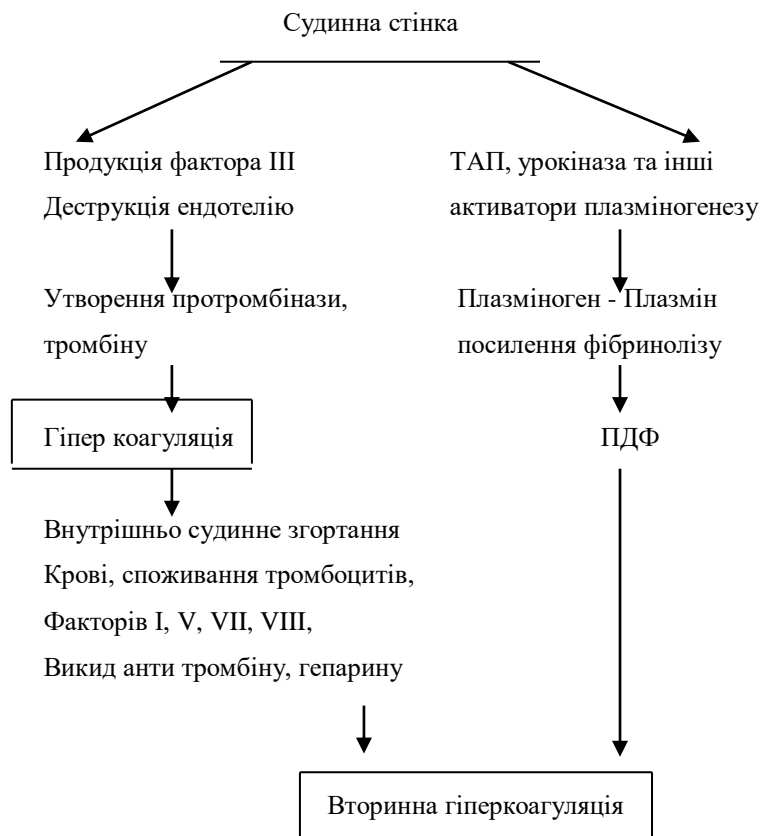 Судинна стінка
Продукція фактора III
Деструкція ендотелію
ТАП, урокіназа та інші
активатори плазміногенезу
Утворення протромбінази,
тромбіну
Плазміноген - Плазмін
посилення фібринолізу
Гіпер коагуляція
ПДФ
Внутрішньо судинне згортання
Крові, споживання тромбоцитів,
Факторів I, V, VII, VIII,
Викид анти тромбіну, гепарину
Вторинна гіперкоагуляція